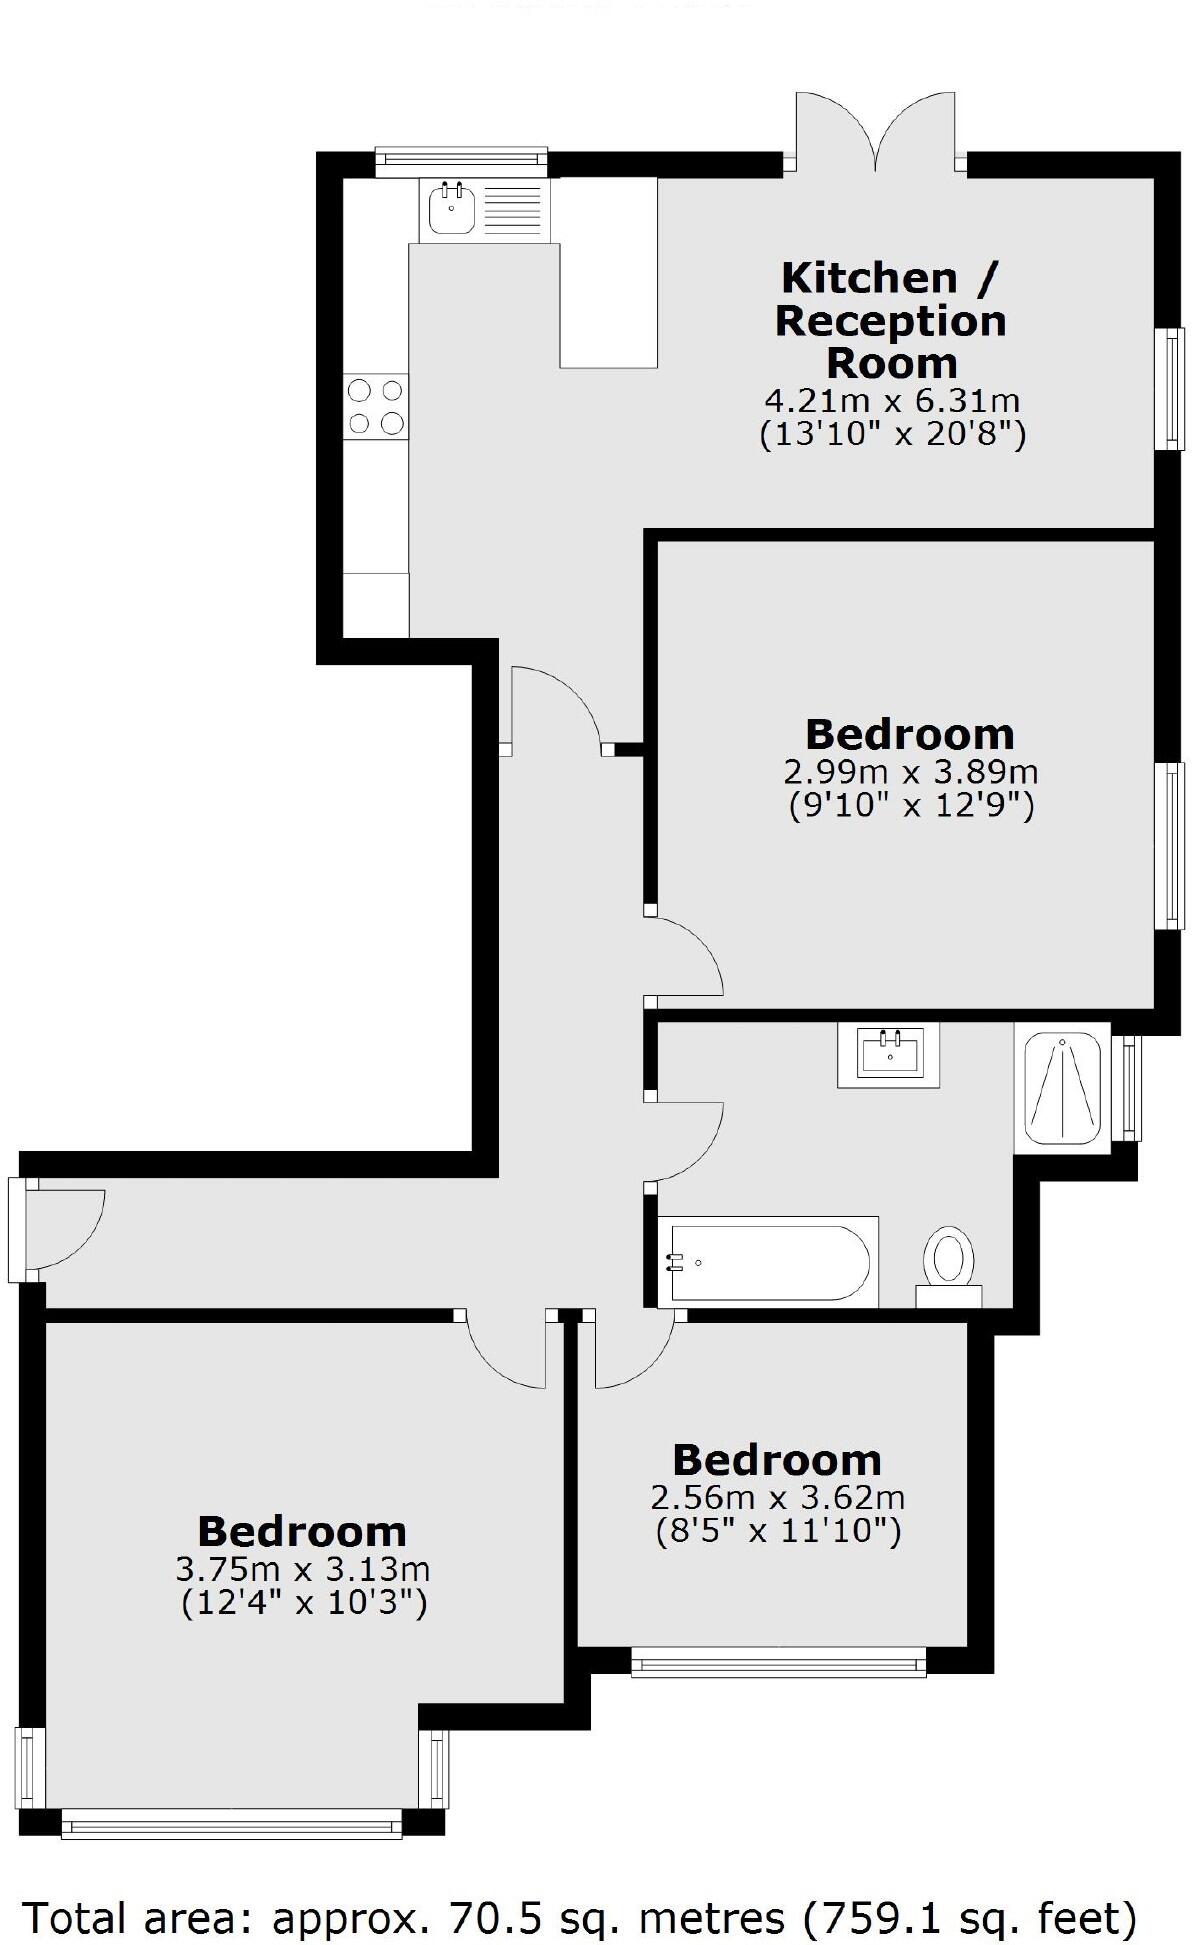 Kitchen /
Reception
Room
4.21m x 6.31m
(13'10" x 20'8")
Bedroom
2.99m x 3.89m
(9'10" x 12'9")
Bedroom
2.56m x 3.62m
(8'5" x 11'10")
Bedroom
3.75m x 3.13m
(12'4" x 10'3")
Total area: approx. 70.5 sq. metres (759.1 sq. feet)